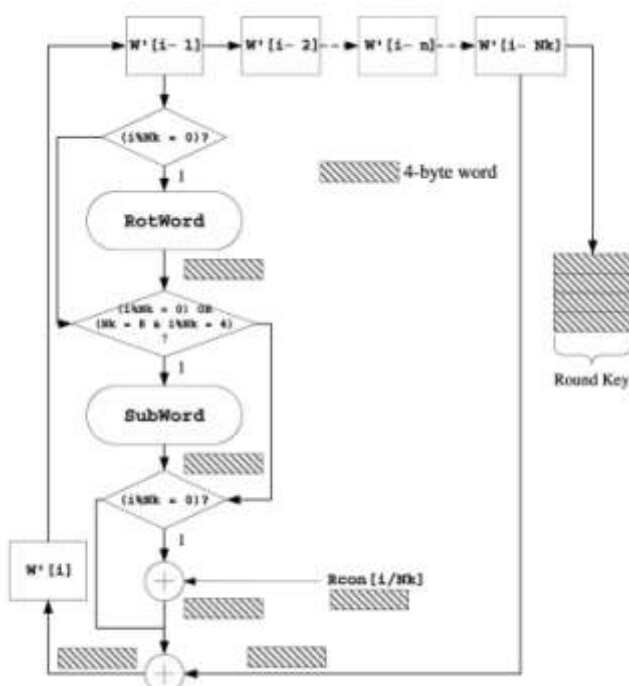 W'[i- 1] W'[i- 2] W'[i- n] W'[i- Nk]
(i%Nk = 0)?
1
4-byte word
RotWord
(i%Nk = 0) OR
(Nk = 8 & i%Nk = 4)
?
1
Round Key
SubWord
(i%Nk = 0)?
1
W'[i]
Rcon[i/Nk]